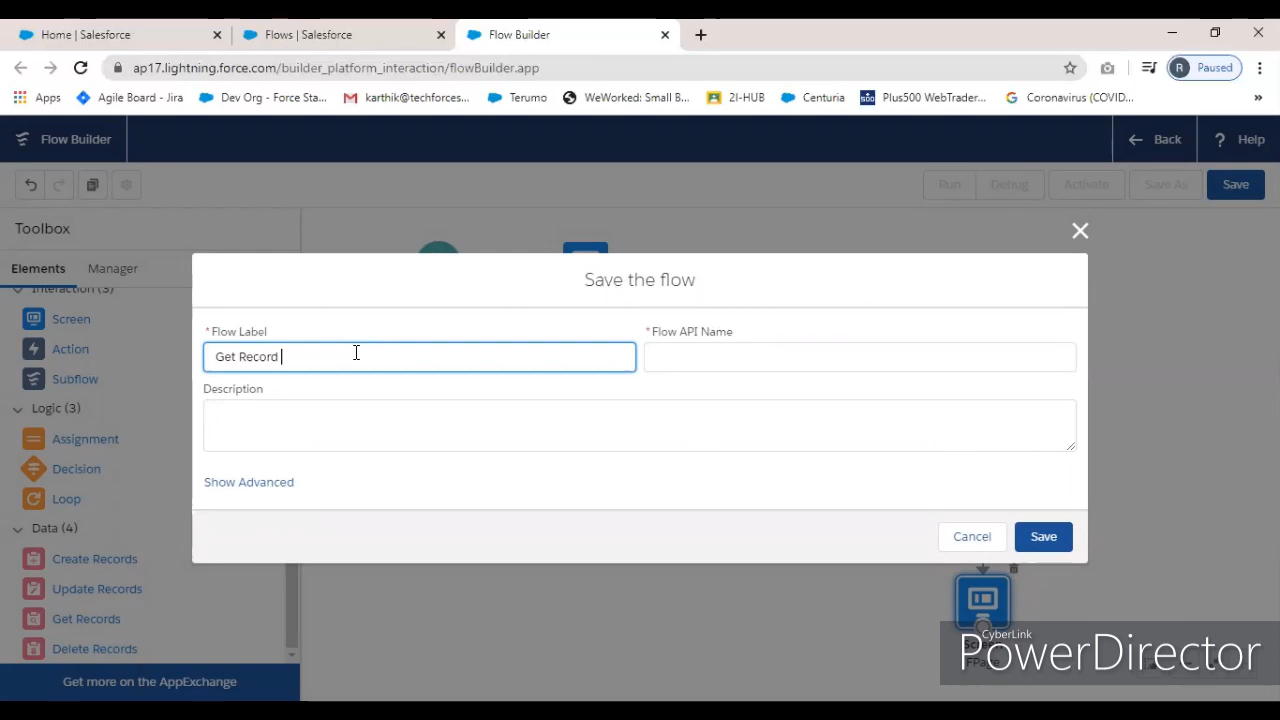 Home | Salesforce
Flows | Salesforce
Flow Builder
ap17.lightning.force.com/builder_platform_interaction/flowBuilder.app
R Paused
Apps
Agile Board - Jira
Dev Org - Force Sta...
karthik@techforces...
Terumo
WeWorked: Small B...
2I-HUB
Centuria
500 Plus500 WebTrader...
Coronavirus (COVID...
»
Flow Builder
Back
? Help
Run
Debug
Activate
Save As
Save
Toolbox
Elements
Manager
Interaction (3)
Screen
Action
Subflow
Logic (3)
Assignment
Decision
Loop
Data (4)
Create Records
Update Records
Get Records
Delete Records
Get more on the AppExchange
Save the flow
*Flow Label
*Flow API Name
Get Record
Description
Show Advanced
Cancel
Save
CyberLink
PowerDirector